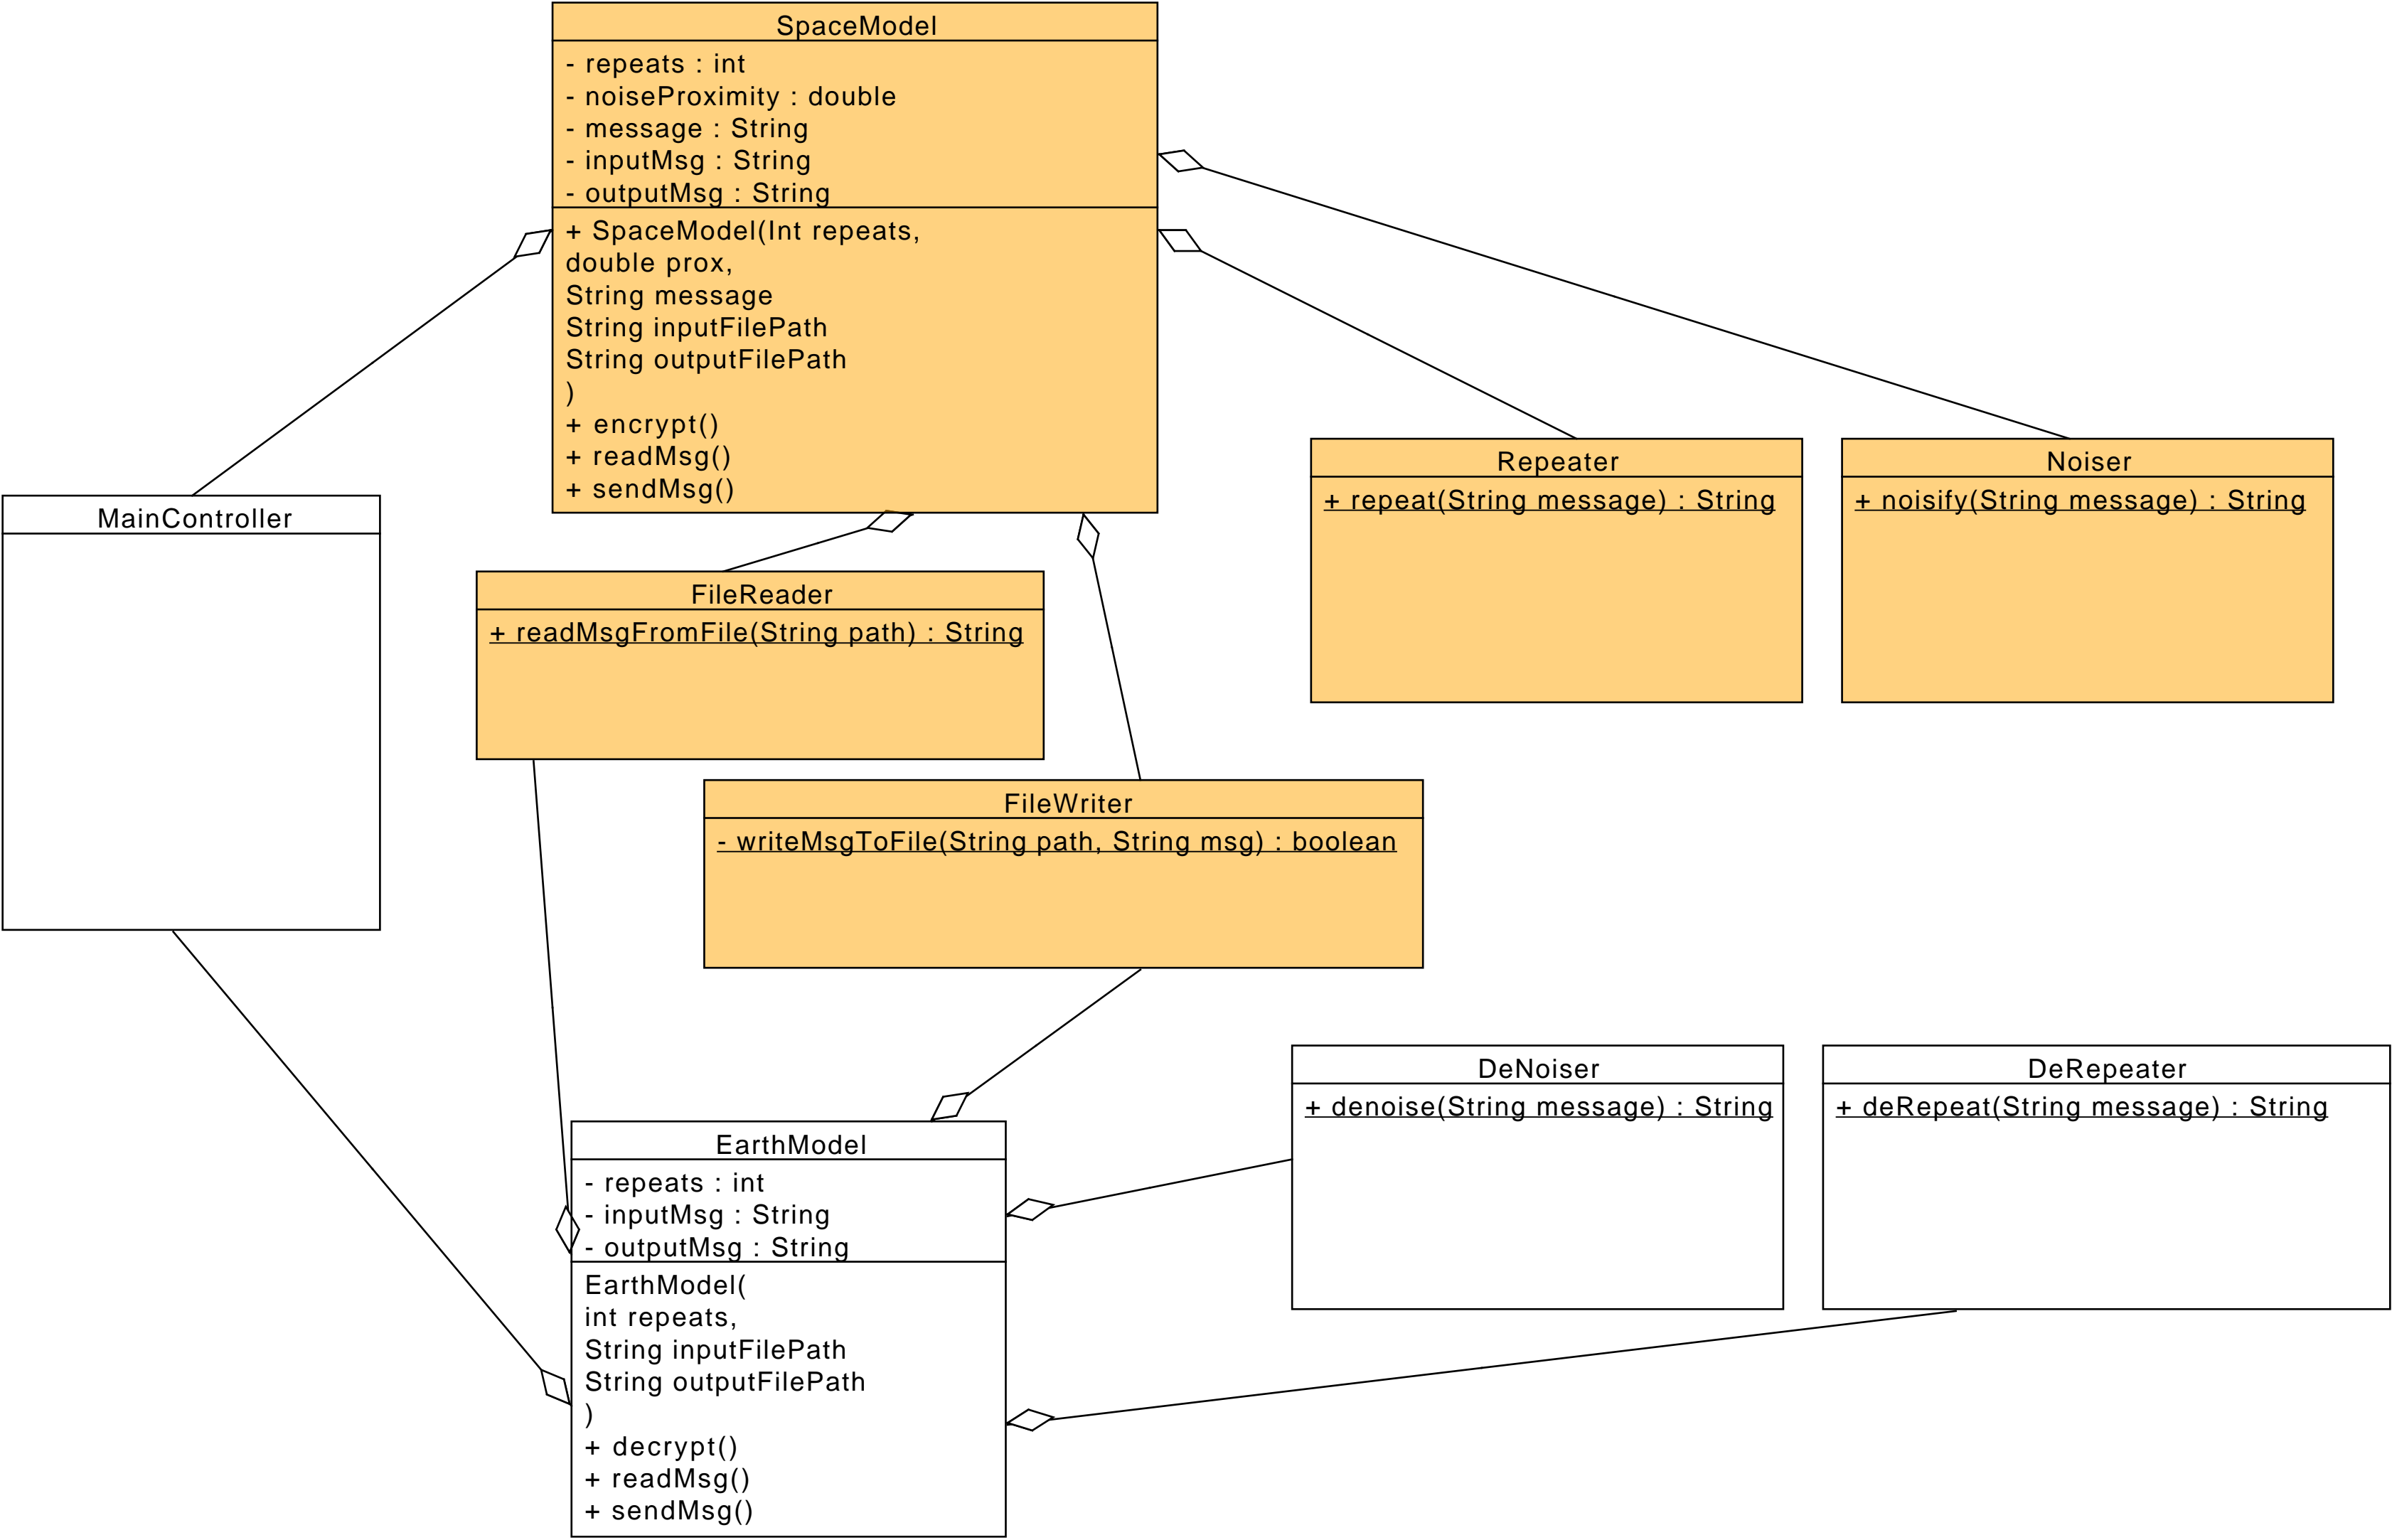 SpaceModel
- repeats : int
- noiseProximity : double
- message : String
- inputMsg : String
- outputMsg : String
+ SpaceModel(Int repeats,
double prox,
String message
String inputFilePath
String outputFilePath
)
+ encrypt()
+ readMsg()
+ sendMsg()
Repeater
+ repeat(String message) : String
Noiser
+ noisify(String message) : String
MainController
FileReader
+ readMsgFromFile(String path) : String
FileWriter
- writeMsgToFile(String path, String msg) : boolean
DeNoiser
+ denoise(String message) : String
DeRepeater
+ deRepeat(String message) : String
EarthModel
- repeats : int
- inputMsg : String
- outputMsg : String
EarthModel(
int repeats,
String inputFilePath
String outputFilePath
)
+ decrypt()
+ readMsg()
+ sendMsg()